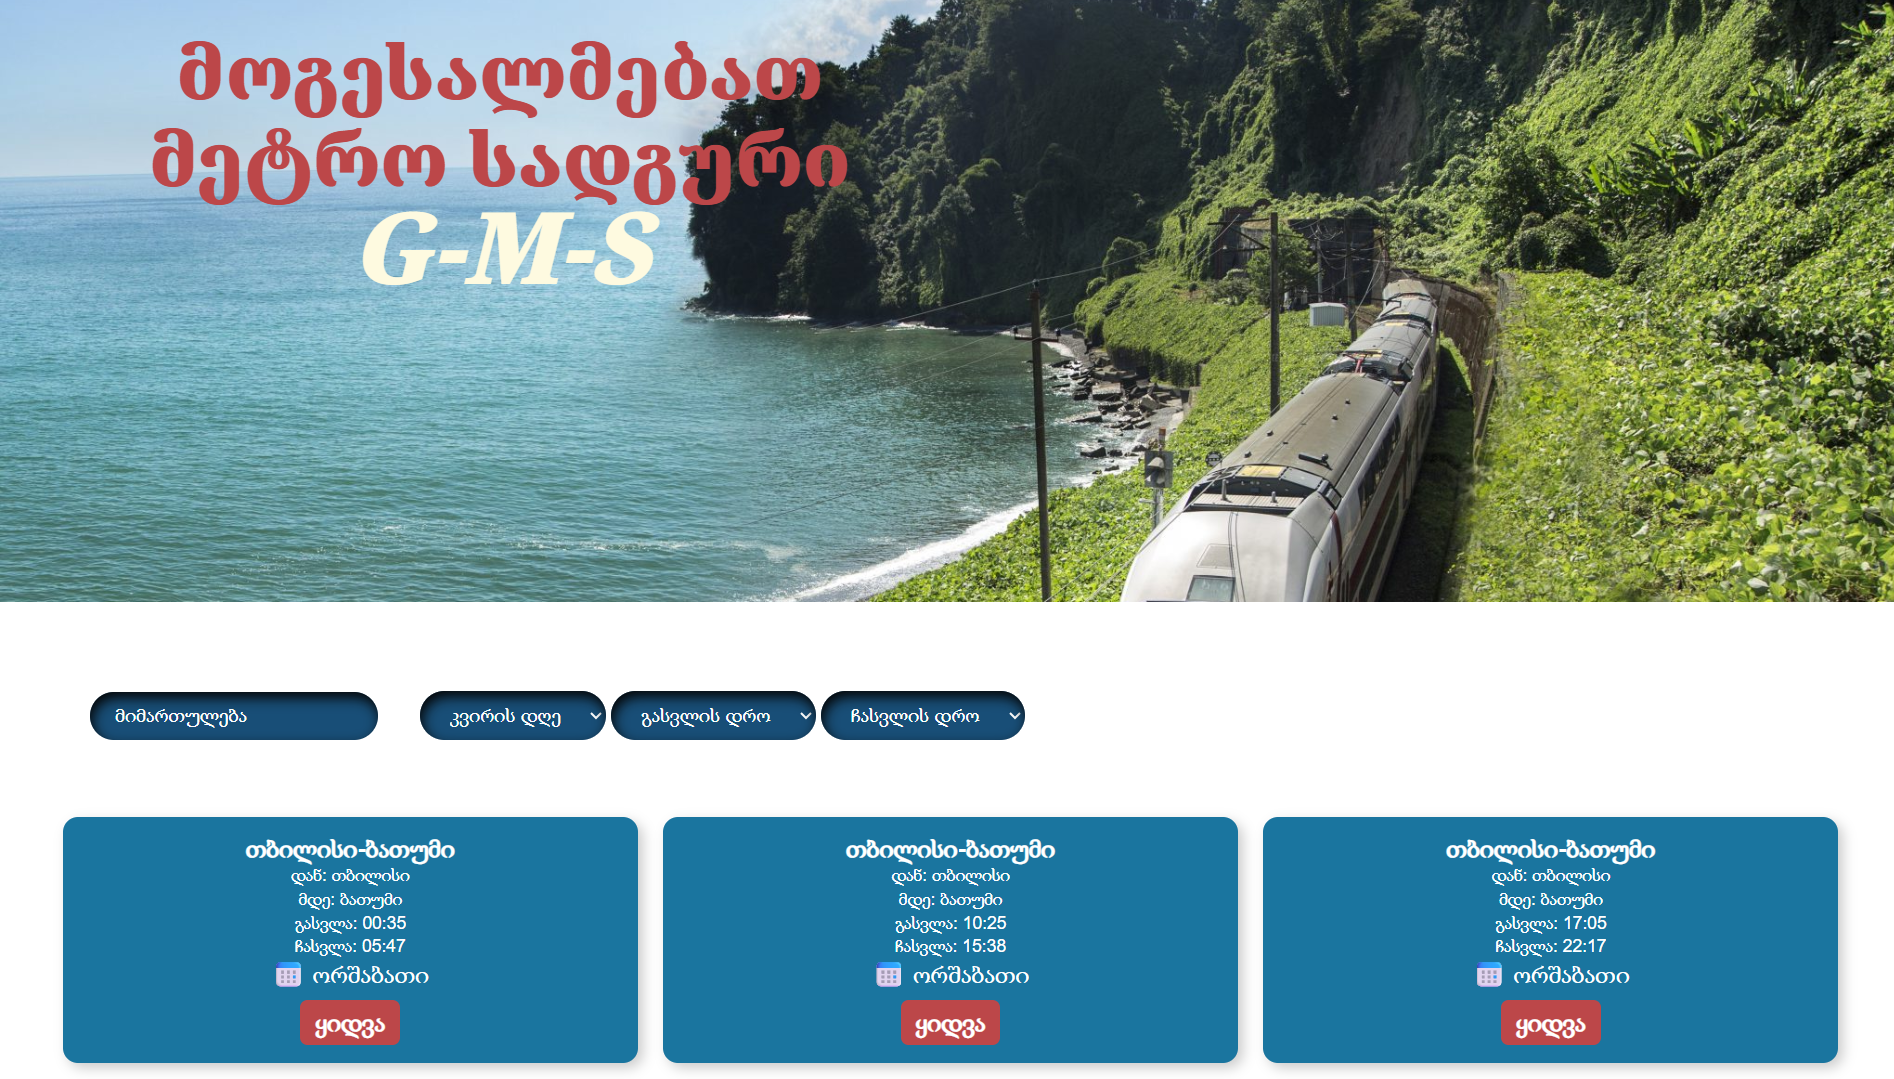 მოგესალმებათ
მეტრო სადგური
G-M-S
მიმართულება
კვირის დღე
გასვლის დრო
ჩასვლის დრო
თბილისი-ბათუმი
დან: თბილისი
მდე: ბათუმი
გასვლა: 00:35
ჩასვლა: 05:47
ორშაბათი
ყიდვა
თბილისი-ბათუმი
დან: თბილისი
მდე: ბათუმი
გასვლა: 10:25
ჩასვლა: 15:38
ორშაბათი
ყიდვა
თბილისი-ბათუმი
დან: თბილისი
მდე: ბათუმი
გასვლა: 17:05
ჩასვლა: 22:17
ორშაბათი
ყიდვა